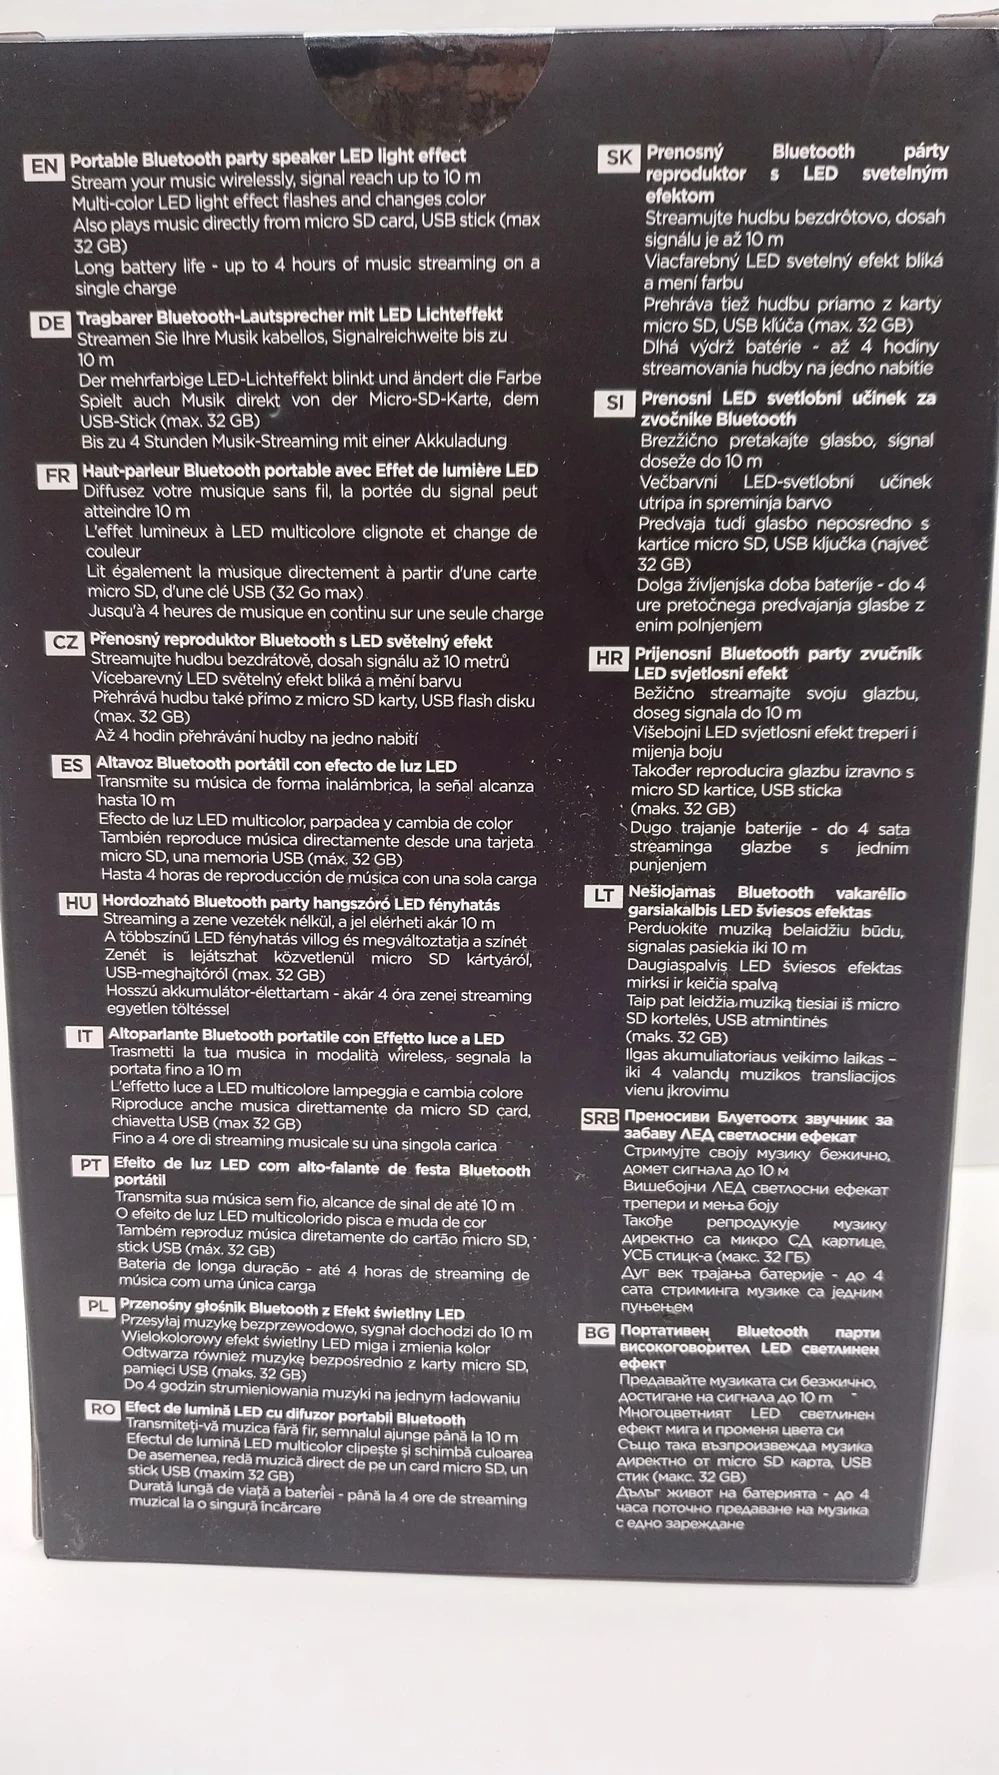 EN Portable Bluetooth party speaker LED light effect
Stream your music wirelessly, signal reach up to 10 m
Multi-color LED light effect flashes and changes color
Also plays music directly from micro SD card, USB stick (max
32 GB)
Long battery life - up to 4 hours of music streaming on a
single charge
DE Tragbarer Bluetooth-Lautsprecher mit LED Lichteffekt
Streamen Sie Ihre Musik kabellos, Signalreichweite bis zu
10 m
Der mehrfarbige LED-Lichteffekt blinkt und ändert die Farbe
Spielt auch Musik direkt von der Micro-SD-Karte, dem
USB-Stick (max. 32 GB)
Bis zu 4 Stunden Musik-Streaming mit einer Akkuladung
FR Haut-parleur Bluetooth portable avec Effet de lumière LED
Diffusez votre musique sans fil, la portée du signal peut
atteindre 10 m
L'effet lumineux à LED multicolore clignote et change de
couleur
Lit également la musique directement à partir d'une carte
micro SD, d'une clé USB (32 Go max)
Jusqu'à 4 heures de musique en continu sur une seule charge
CZ Přenosný reproduktor Bluetooth s LED světelný efekt
Streamujte hudbu bezdrátově, dosah signálu až 10 metrů
Vícebarevný LED světelný efekt bliká a mění barvu
Přehrává hudbu také přímo z micro SD karty, USB flash disku
(max. 32 GB)
Až 4 hodin přehrávání hudby na jedno nabití
ES Altavoz Bluetooth portátil con efecto de luz LED
Transmite su música de forma inalámbrica, la señal alcanza
hasta 10 m
Efecto de luz LED multicolor, parpadea y cambia de color
También reproduce música directamente desde una tarjeta
micro SD, una memoria USB (máx. 32 GB)
Hasta 4 horas de reproducción de música con una sola carga
HU Hordozható Bluetooth party hangszóró LED fényhatás
Streaming a zene vezeték nélkül, a jel elérheti akár 10 m
A többszínű LED fényhatás villog és megváltoztatja a színét
Zenét is lejátszhat közvetlenül micro SD kártyáról,
USB-meghajtóról (max. 32 GB)
Hosszú akkumulátor-élettartam - akár 4 óra zenei streaming
egyetlen töltéssel
IT Altoparlante Bluetooth portatile con Effetto luce a LED
Trasmetti la tua musica in modalità wireless, segnala la
portata fino a 10 m
L'effetto luce a LED multicolore lampeggia e cambia colore
Riproduce anche musica direttamente da micro SD card,
chiavetta USB (max 32 GB)
Fino a 4 ore di streaming musicale su una singola carica
PT Efeito de luz LED com alto-falante de festa Bluetooth
portátil
Transmita sua música sem fio, alcance de sinal de até 10 m
O efeito de luz LED multicolorido pisca e muda de cor
Também reproduz música diretamente do cartão micro SD,
stick USB (máx. 32 GB)
Bateria de longa duração - até 4 horas de streaming de
música com uma única carga
PL Przenośny głośnik Bluetooth z Efekt świetlny LED
Przesyłaj muzykę bezprzewodowo, sygnał dochodzi do 10 m
Wielokolorowy efekt świetlny LED miga i zmienia kolor
Odtwarza również muzykę bezpośrednio z karty micro SD,
pamięci USB (maks. 32 GB)
Do 4 godzin strumieniowania muzyki na jednym ładowaniu
RO Efect de lumină LED cu difuzor portabil Bluetooth
Transmiteți-vă muzica fără fir, semnalul ajunge până la 10 m
Efectul de lumină LED multicolor clipește și schimbă culoarea
De asemenea, redă muzică direct de pe un card micro SD, un
stick USB (maxim 32 GB)
Durată lungă de viață a bateriei - până la 4 ore de streaming
muzical la o singură încărcare
SK Prenosný Bluetooth párty
reproduktor s LED svetelným
efektom
Streamujte hudbu bezdrôtovo, dosah
signálu je až 10 m
Viacfarebný LED svetelný efekt bliká
a mení farbu
Prehráva tiež hudbu priamo z karty
micro SD, USB kľúča (max. 32 GB)
Dlhá výdrž batérie - až 4 hodiny
streamovania hudby na jedno nabitie
SI Prenosni LED svetlobni učinek za
zvočnike Bluetooth
Brezžično pretakajte glasbo, signal
doseže do 10 m
Večbarvni LED-svetlobni učinek
utripa in spreminja barvo
Predvaja tudi glasbo neposredno s
kartice micro SD, USB ključka (največ
32 GB)
Dolga življenjska doba baterije - do 4
ure pretočnega predvajanja glasbe z
enim polnjenjem
HR Prijenosni Bluetooth party zvučnik
LED svjetlosni efekt
Bežično streamajte svoju glazbu,
doseg signala do 10 m
Višebojni LED svjetlosni efekt treperi i
mijenja boju
Također reproducira glazbu izravno s
micro SD kartice, USB sticka
(maks. 32 GB)
Dugo trajanje baterije - do 4 sata
streaminga glazbe s jednim
punjenjem
LT Nešiojamas Bluetooth vakarėlio
garsiakalbis LED šviesos efektas
Perduokite muziką belaidžiu būdu,
signalas pasiekia iki 10 m
Daugiaspalvis LED šviesos efektas
mirksi ir keičia spalvą
Taip pat leidžia muziką tiesiai iš micro
SD kortelės, USB atmintinės
(maks. 32 GB)
Ilgas akumuliatoriaus veikimo laikas –
iki 4 valandų muzikos transliacijos
vienu įkrovimu
SRB Преносиви Блуетоотх звучник за
забаву ЛЕД светлосни ефекат
Стримујте своју музику бежично,
домет сигнала до 10 м
Вишебојни ЛЕД светлосни ефекат
трепери и мења боју
Такође репродукује музику
директно са микро СД картице,
УСБ стицк-а (макс. 32 ГБ)
Дуг век трајања батерије - до 4
сата стриминга музике са једним
пуњењем
BG Портативен Bluetooth парти
високоговорител LED светлинен
ефект
Предавайте музиката си безжично,
достигане на сигнала до 10 m
Многоцветният LED светлинен
ефект мига и променя цвета си
Също така възпроизвежда музика
директно от micro SD карта, USB
стик (макс. 32 GB)
Дълъг живот на батерията - до 4
часа поточно предаване на музика
с едно зареждане